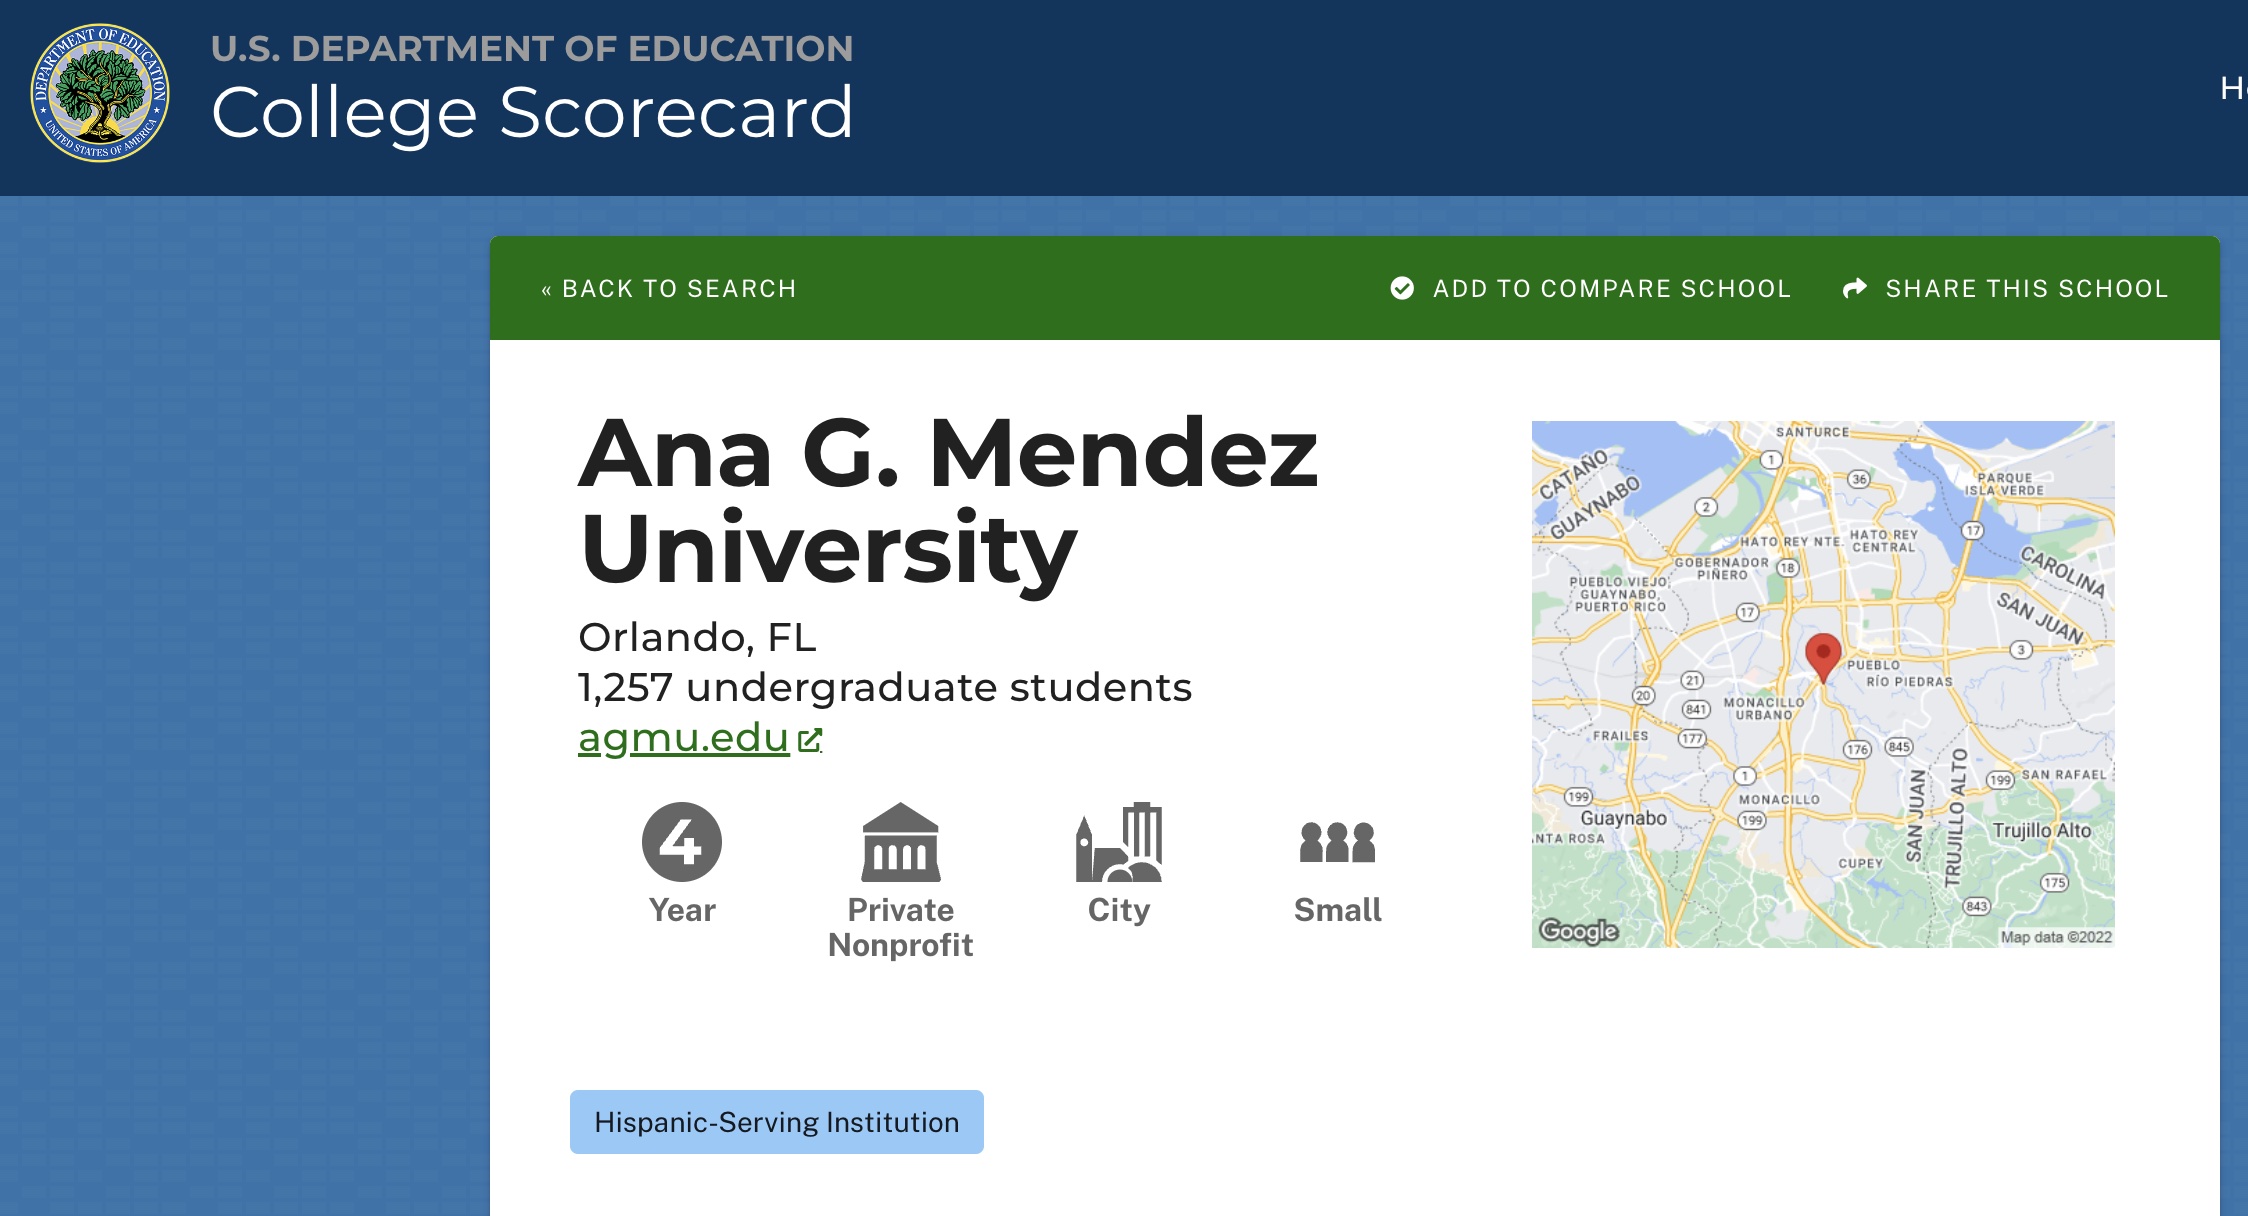 DEPARTMENT OF EDUCATION
UNITED STATES OF AMERICA
U.S. DEPARTMENT OF EDUCATION
College Scorecard
« BACK TO SEARCH
ADD TO COMPARE SCHOOL
SHARE THIS SCHOOL
Ana G. Mendez
University
Orlando, FL
1,257 undergraduate students
agmu.edu
4
Year
Private
Nonprofit
City
Small
Hispanic-Serving Institution
SANTURCE
CATAÑO
GUAYNABO
1
36
PARQUE
ISLA VERDE
2
17
HATO REY NTE.
HATO REY
CENTRAL
GOBERNADOR
PIÑERO
18
CAROLINA
SAN JUAN
PUEBLO VIEJO,
GUAYNABO,
PUERTO RICO
17
3
PUEBLO
RÍO PIEDRAS
21
20
841
MONACILLO
URBANO
FRAILES
177
176
845
1
199
SAN RAFAEL
199
MONACILLO
199
Guaynabo
SAN JUAN
TRUJILLO ALTO
Trujillo Alto
ANTA ROSA
CUPEY
175
843
Google
Map data ©2022